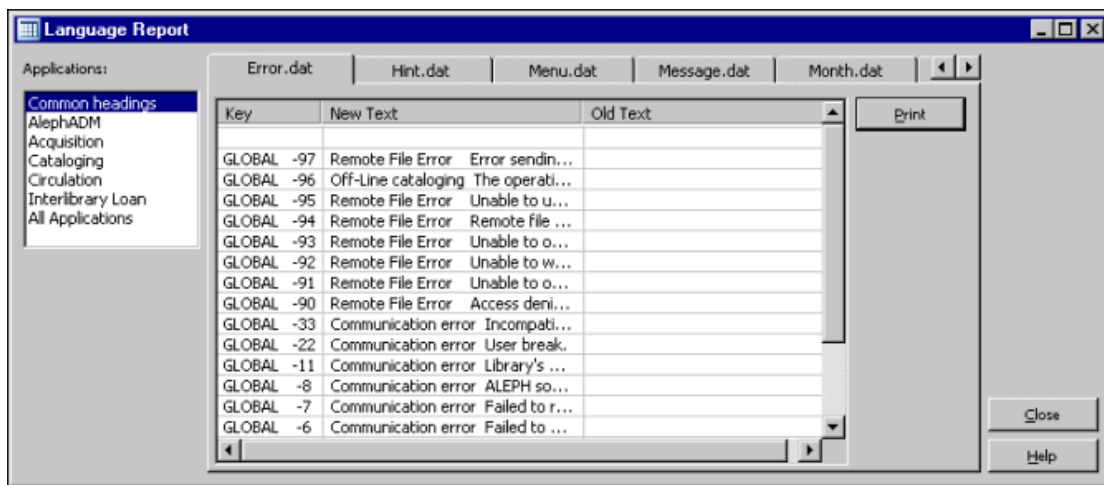 Language Report
Applications:
Common headings
AlephADM
Acquisition
Cataloging
Circulation
Interlibrary Loan
All Applications
Error.dat Hint.dat Menu.dat Message.dat Month.dat
Key New Text Old Text
GLOBAL -97 Remote File Error Error sendin...
GLOBAL -96 Off-Line cataloging The operati...
GLOBAL -95 Remote File Error Unable to u...
GLOBAL -94 Remote File Error Remote file ...
GLOBAL -93 Remote File Error Unable to o...
GLOBAL -92 Remote File Error Unable to w...
GLOBAL -91 Remote File Error Unable to o...
GLOBAL -90 Remote File Error Access deni...
GLOBAL -33 Communication error Incompati...
GLOBAL -22 Communication error User break.
GLOBAL -11 Communication error Library's ...
GLOBAL -8 Communication error ALEPH so...
GLOBAL -7 Communication error Failed to r...
GLOBAL -6 Communication error Failed to ...
Print
Close
Help